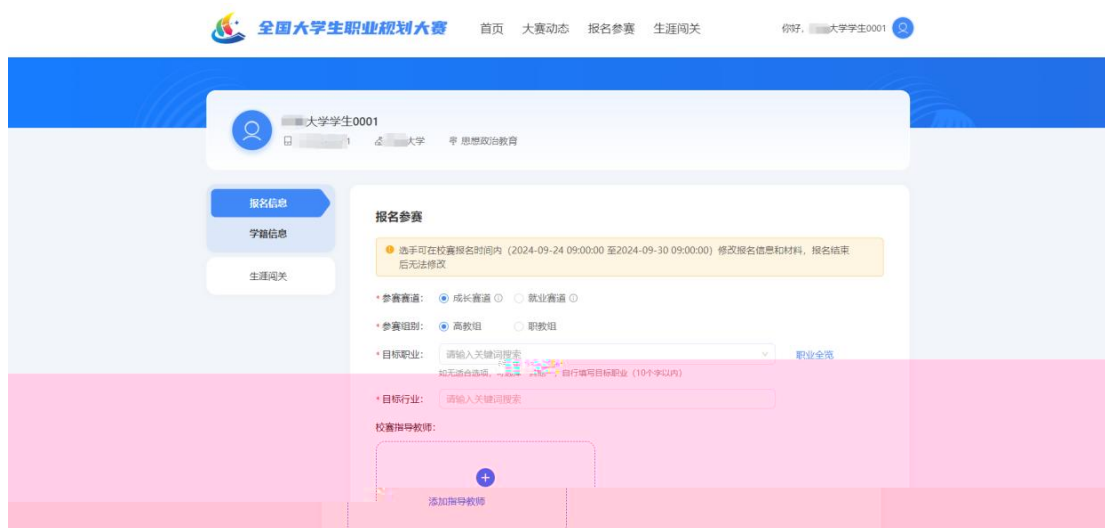 全国大学生职业规划大赛
首页 大赛动态 报名参赛 生涯闯关
你好, 大学学生0001
大学学生0001
1 大学 思想政治教育
报名信息
学籍信息
生涯闯关
报名参赛
选手可在校赛报名时间内（2024-09-24 09:00:00 至2024-09-30 09:00:00）修改报名信息和材料，报名结束
后无法修改
* 参赛赛道： 成长赛道 就业赛道
* 参赛组别： 高教组 职教组
* 目标职业： 请输入关键词搜索 职业全览
如无适合选项, 自行填写目标职业（10个字以内）
* 目标行业： 请输入关键词搜索
校赛指导教师：
添加指导教师